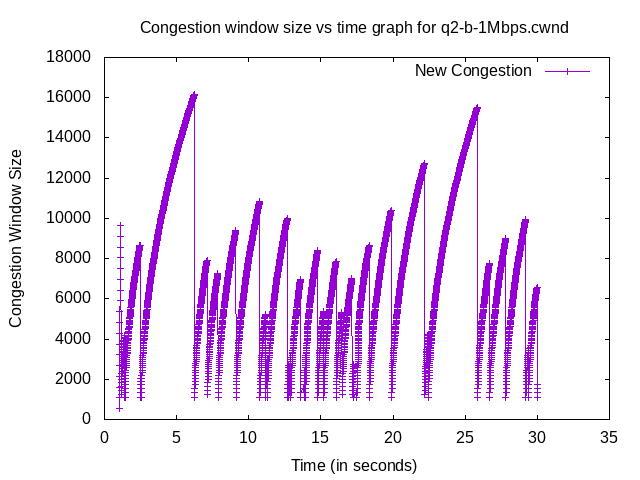 Congestion window size vs time graph for q2-b-1Mbps.cwnd
18000
New Congestion
16000
14000
12000
10000
8000
6000
4000
2000
0
Congestion Window Size
0 5 10 15 20 25 30 35
Time (in seconds)